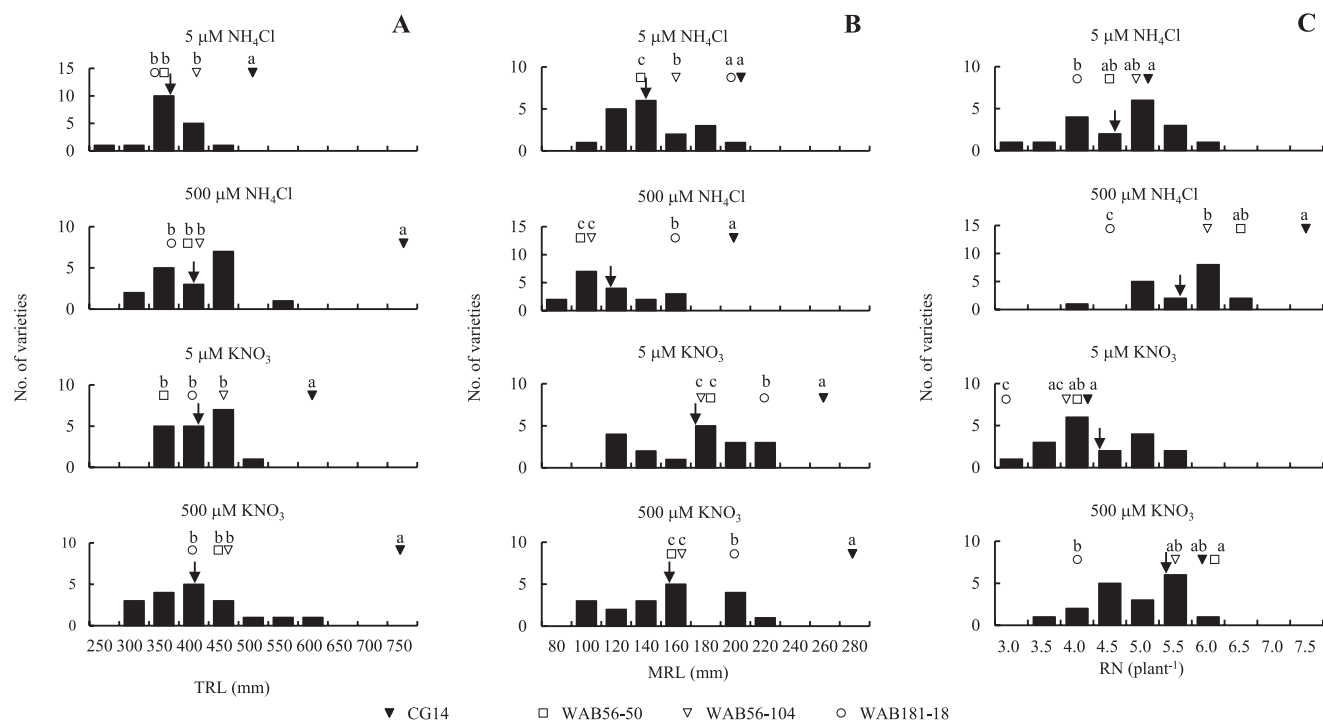 A
5 μM NH4Cl
b b b a
15
10
5
0
500 μM NH4Cl
b b b a
10
5
0
5 μM KNO3
b b b a
10
5
0
500 μM KNO3
b b b a
10
5
0
250 300 350 400 450 500 550 600 650 700 750
TRL (mm)
No. of varieties
B
5 μM NH4Cl
c b a a
10
5
0
500 μM NH4Cl
c c b a
15
10
5
0
5 μM KNO3
c c b a
10
5
0
500 μM KNO3
c c b a
10
5
0
80 100 120 140 160 180 200 220 240 260 280
MRL (mm)
No. of varieties
C
5 μM NH4Cl
b ab ab a
10
5
0
500 μM NH4Cl
b b ab a
15
10
5
0
5 μM KNO3
c ac ab a
10
5
0
500 μM KNO3
b ab ab a
10
5
0
3.0 3.5 4.0 4.5 5.0 5.5 6.0 6.5 7.0 7.5
RN (plant-1)
No. of varieties
CG14 WAB56-50 WAB56-104 WAB181-18